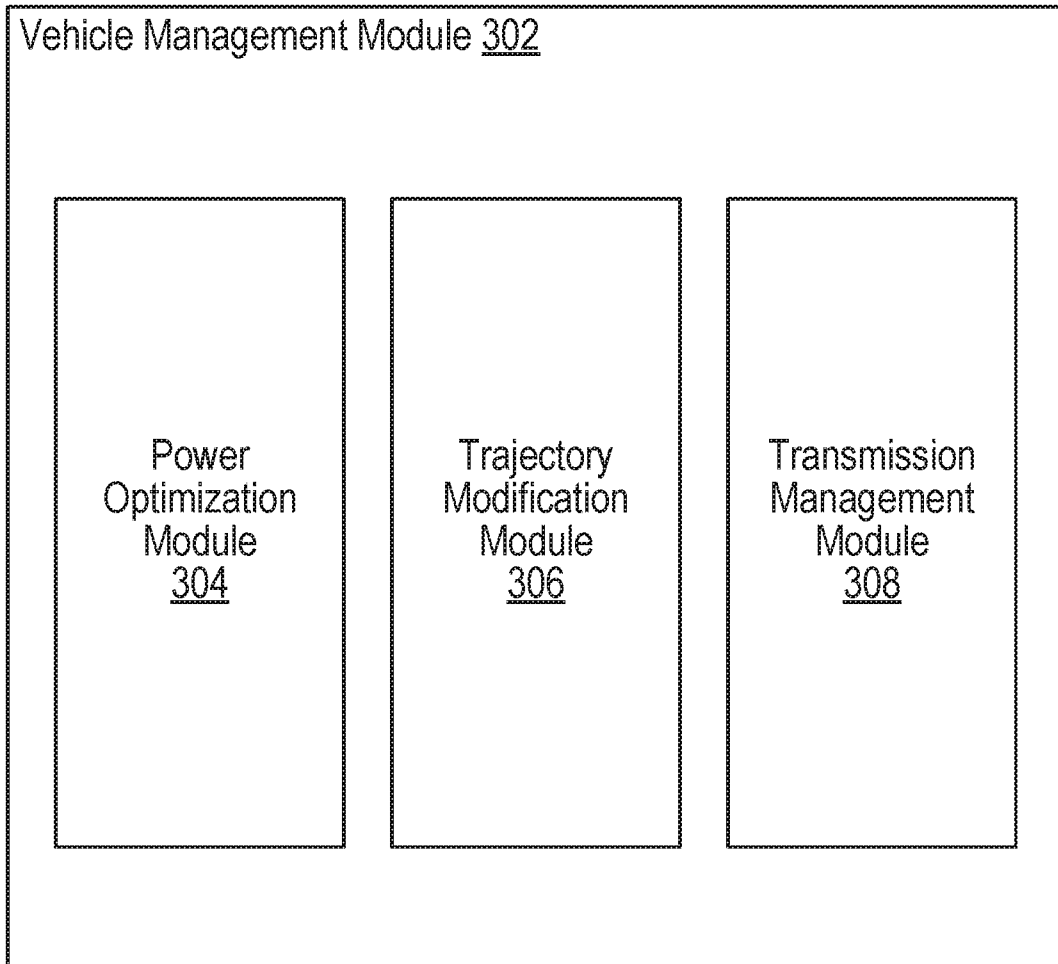 Vehicle Management Module 302
Power
Optimization
Module
304
Trajectory
Modification
Module
306
Transmission
Management
Module
308